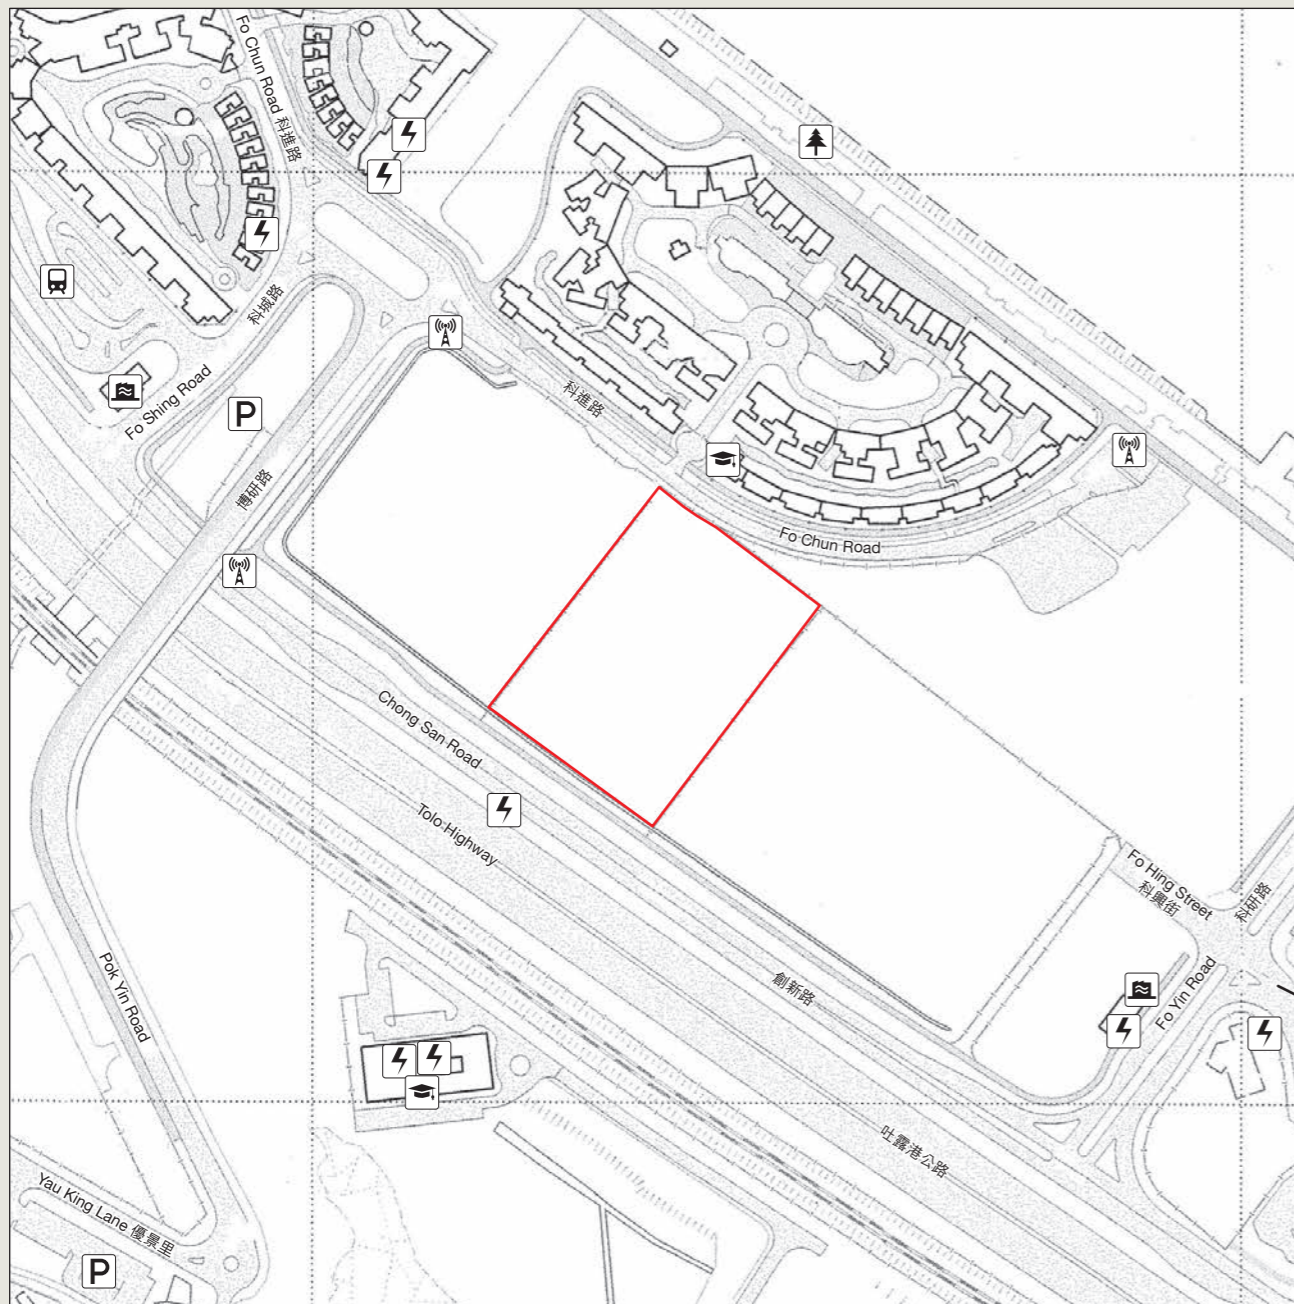 Fo Chun Road 科進路
科城路
Fo Shing Road
P
博研路
科進路
Fo Chun Road
Chong San Road
Tolo Highway
Fo Hing Street
科興街
科研路
Pok Yin Road
創新路
Fo Yin Road
吐露港公路
Yau King Lane 優景里
P